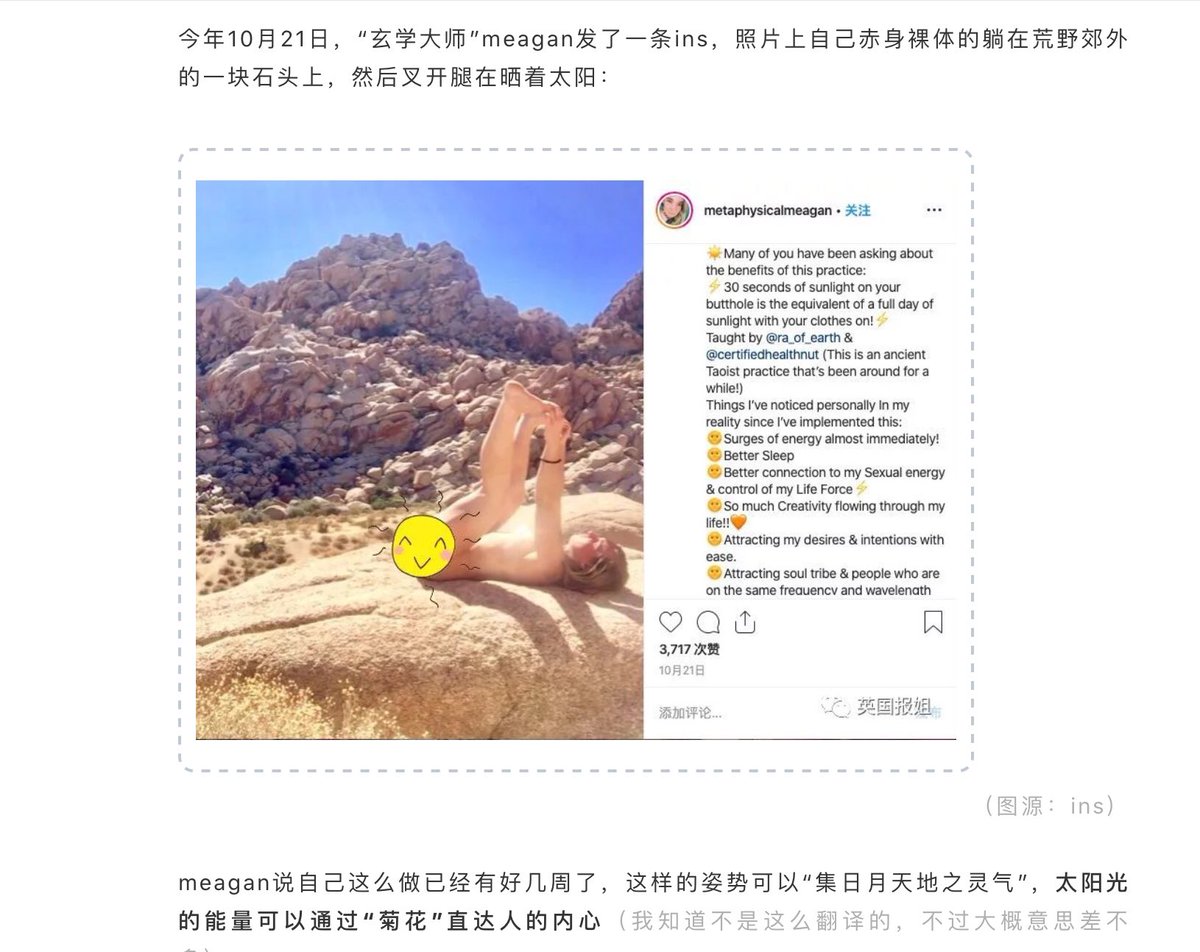 今年10月21日，“玄学大师”meagan发了一条ins，照片上自己赤身裸体的躺在荒野郊外
的一块石头上，然后叉开腿在晒着太阳：
metaphysicalmeagan • 关注
☀️Many of you have been asking about
the benefits of this practice:
⚡30 seconds of sunlight on your
butthole is the equivalent of a full day of
sunlight with your clothes on!⚡
Taught by @ra_of_earth &
@certifiedhealthnut (This is an ancient
Taoist practice that’s been around for a
while!)
Things I’ve noticed personally In my
reality since I’ve implemented this:
🌞Surges of energy almost immediately!
🌞Better Sleep
🌞Better connection to my Sexual energy
& control of my Life Force⚡
🌞So much Creativity flowing through my
life!!🧡
🌞Attracting my desires & intentions with
ease.
🌞Attracting soul tribe & people who are
on the same frequency and wavelength
3,717 次赞
10月21日
添加评论...
英国报姐
（图源：ins）
meagan说自己这么做已经有好几周了，这样的姿势可以“集日月天地之灵气”，太阳光
的能量可以通过“菊花”直达人的内心（我知道不是这么翻译的，不过大概意思差不